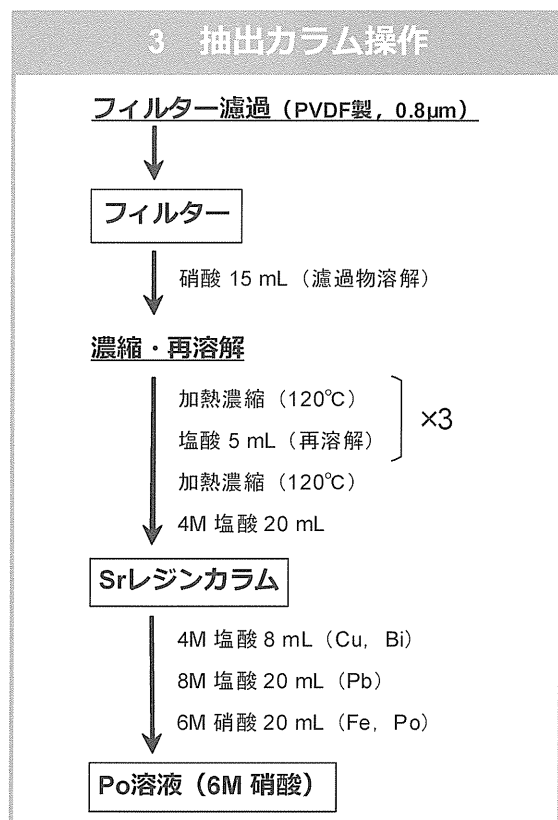 3 抽出カラム操作
フィルター濾過（PVDF製，0.8μm）
フィルター
硝酸 15 mL（濾過物溶解）
濃縮・再溶解
加熱濃縮（120℃）
塩酸 5 mL（再溶解）
×3
加熱濃縮（120℃）
4M 塩酸 20 mL
Srレジンカラム
4M 塩酸 8 mL（Cu，Bi）
8M 塩酸 20 mL（Pb）
6M 硝酸 20 mL（Fe，Po）
Po溶液（6M 硝酸）